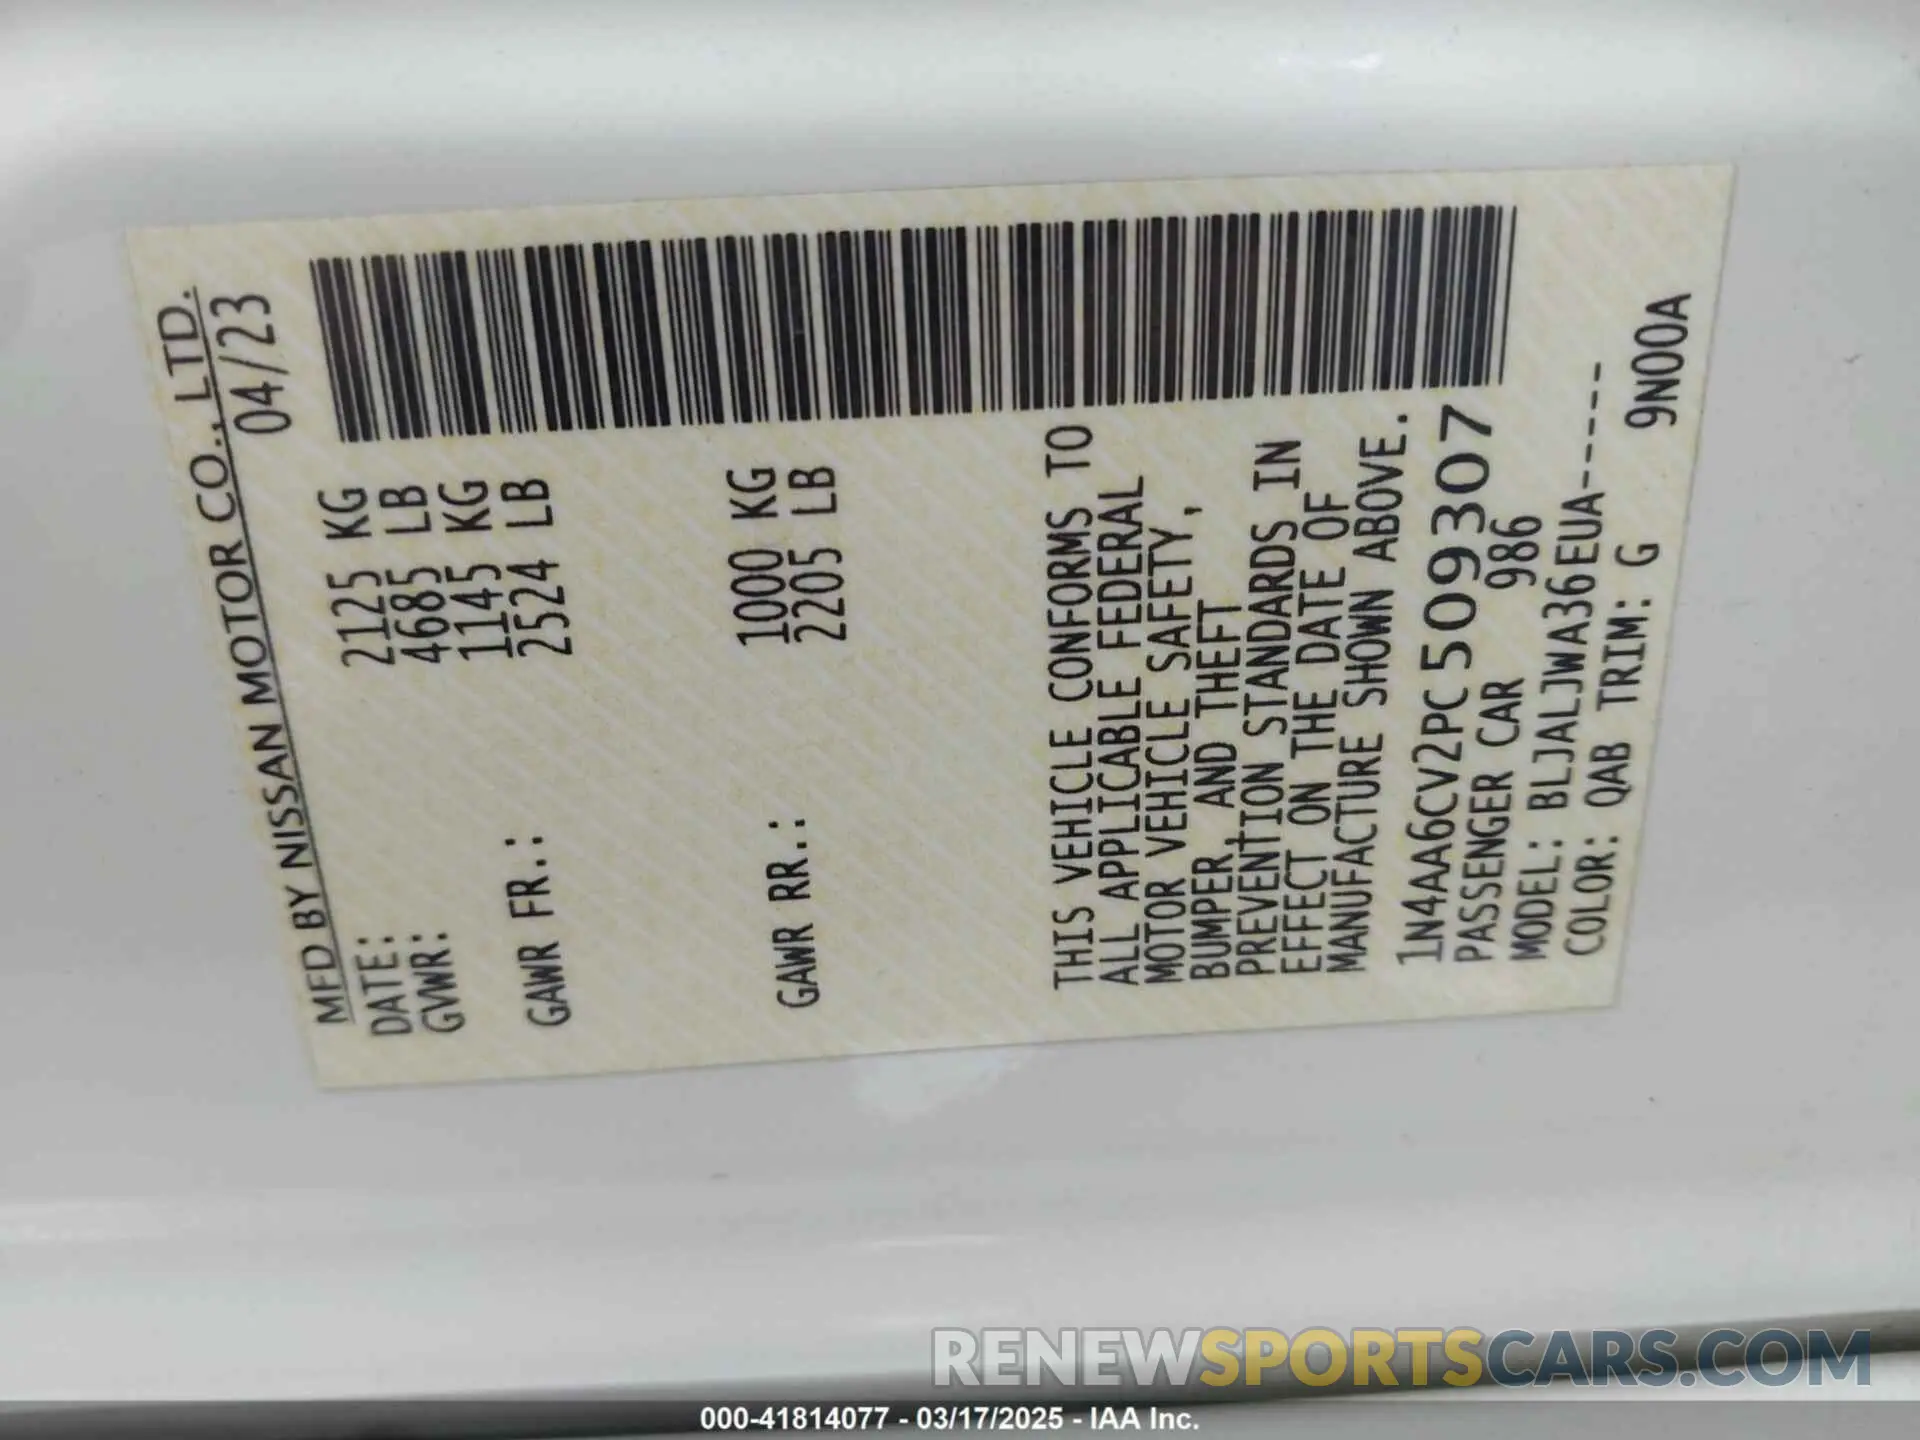 MFD BY NISSAN MOTOR CO., LTD.
DATE: 04/23
GVWR: 2125 KG
4685 LB
GAWR FR.: 1145 KG
2524 LB
GAWR RR.: 1000 KG
2205 LB
THIS VEHICLE CONFORMS TO
ALL APPLICABLE FEDERAL
MOTOR VEHICLE SAFETY,
BUMPER, AND THEFT
PREVENTION STANDARDS IN
EFFECT ON THE DATE OF
MANUFACTURE SHOWN ABOVE.
1N4AA6CV2PC509307
PASSENGER CAR 986
MODEL: BLJALJWA36EUA-----
COLOR: QAB TRIM: G 9N00A
RENEWSPORTSCARS.COM
000-41814077 - 03/17/2025 - IAA Inc.